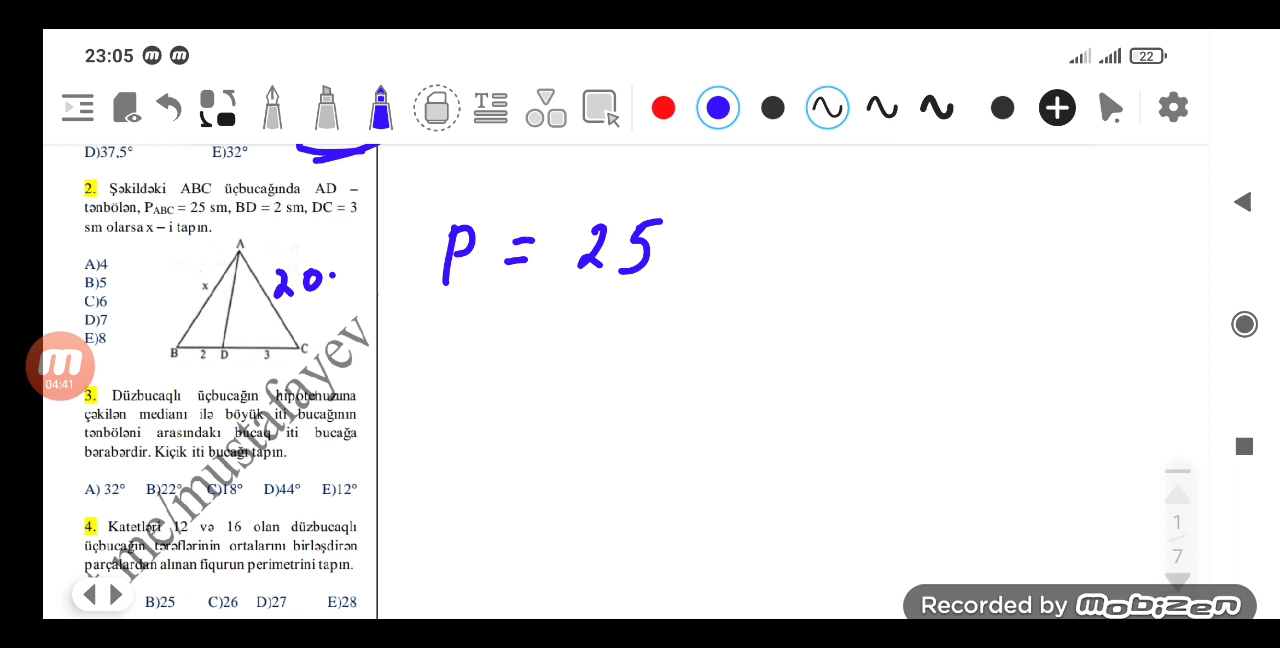 23:05
22
D)37,5° E)32°
2. Şəkildəki ABC üçbucağında AD –
tənbölən, PABC = 25 sm, BD = 2 sm, DC = 3
sm olarsa x – i tapın.
A)4
B)5
C)6
D)7
E)8
A
x
20.
B 2 D 3 C
P = 25
04:41
3. Düzbucaqlı üçbucağın hipotenuzuna
çəkilən medianı ilə böyük iti bucağının
tənböləni arasındakı bucaq iti bucağa
bərabərdir. Kiçik iti bucağı tapın.
A) 32° B)22° C)18° D)44° E)12°
4. Katetləri 12 və 16 olan düzbucaqlı
üçbucağın tərəflərinin ortalarını birləşdirən
parçalardan alınan fiqurun perimetrini tapın.
B)25 C)26 D)27 E)28
me/mustafayev
1
7
Recorded by mobizen